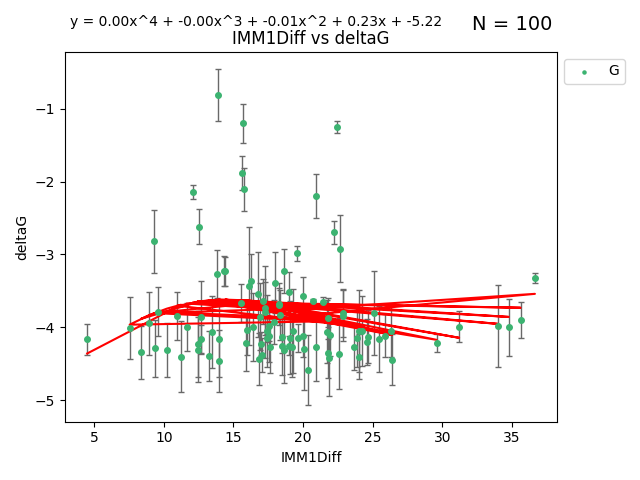 y = 0.00x^4 + -0.00x^3 + -0.01x^2 + 0.23x + -5.22
N = 100
IMM1Diff vs deltaG
G
−1
−2
−3
−4
−5
deltaG
5 10 15 20 25 30 35
IMM1Diff